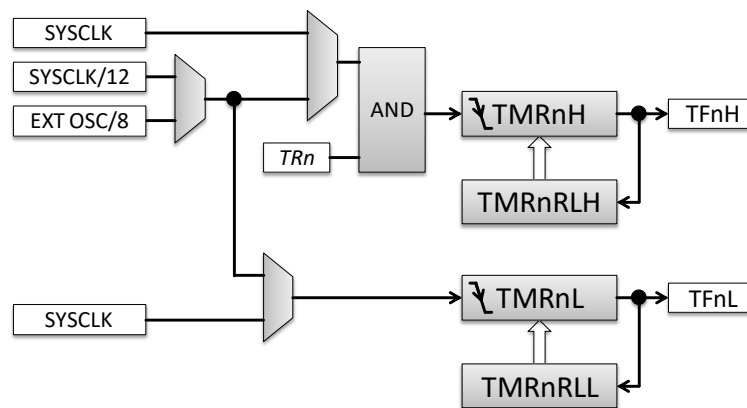 SYSCLK
SYSCLK/12
EXT OSC/8
TRn
AND
TMRnH
TFnH
TMRnRLH
SYSCLK
TMRnL
TFnL
TMRnRLL